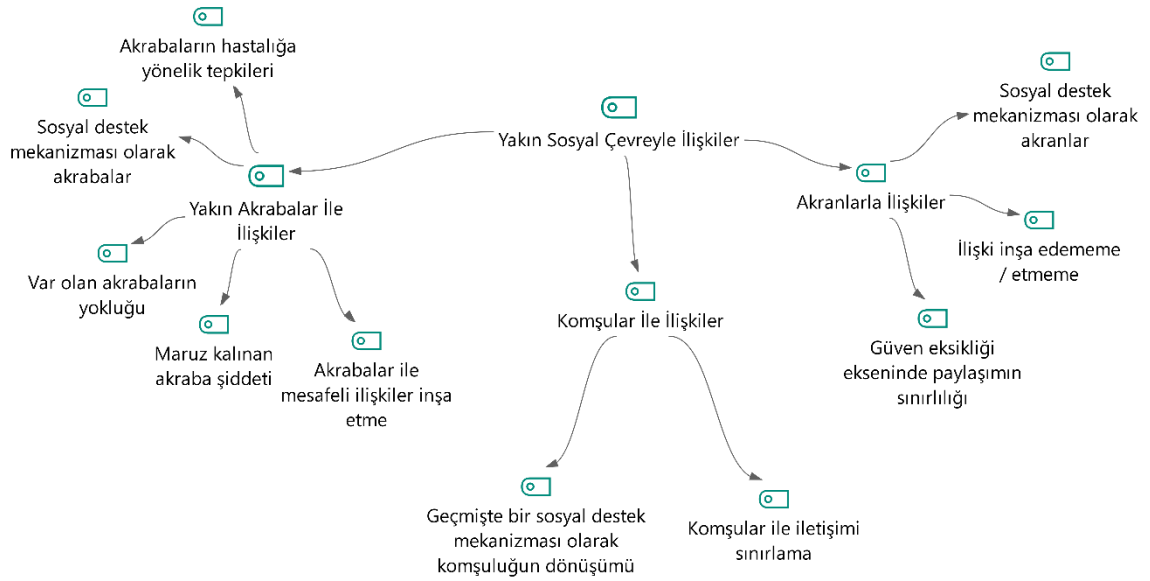 Akrabaların hastalığa
yönelik tepkileri
Sosyal destek
mekanizması olarak
akrabalar
Yakın Akrabalar İle
İlişkiler
Var olan akrabaların
yokluğu
Maruz kalınan
akraba şiddeti
Akrabalar ile
mesafeli ilişkiler inşa
etme
Yakın Sosyal Çevreyle İlişkiler
Komşular İle İlişkiler
Geçmişte bir sosyal destek
mekanizması olarak
komşuluğun dönüşümü
Komşular ile iletişimi
sınırlama
Sosyal destek
mekanizması olarak
akranlar
Akranlarla İlişkiler
İlişki inşa edememe
/ etmeme
Güven eksikliği
ekseninde paylaşımın
sınırlılığı